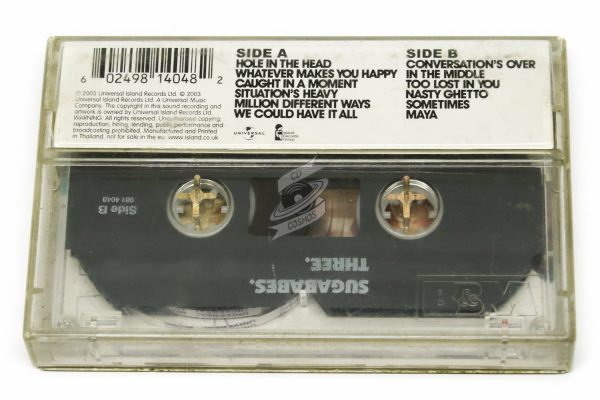 6 02498 14048 2
℗ 2003 Universal Island Records Ltd. © 2003
Universal Island Records Ltd. A Universal Music
Company. The copyright in this sound recording and
artwork is owned by Universal Island Records Ltd.
WARNING: All Rights Reserved. Unauthorised copying,
reproduction, hiring, lending, public performance and
broadcasting prohibited. Manufactured and Printed
in Thailand. not for sale in the eu. www.island.co.uk
SIDE A
HOLE IN THE HEAD
WHATEVER MAKES YOU HAPPY
CAUGHT IN A MOMENT
SITUATION'S HEAVY
MILLION DIFFERENT WAYS
WE COULD HAVE IT ALL
SIDE B
CONVERSATION'S OVER
IN THE MIDDLE
TOO LOST IN YOU
NASTY GHETTO
SOMETIMES
MAYA
UNIVERSAL
CD
COSMOS
Side B
981 4048
SUGABABES.
THREE.
B